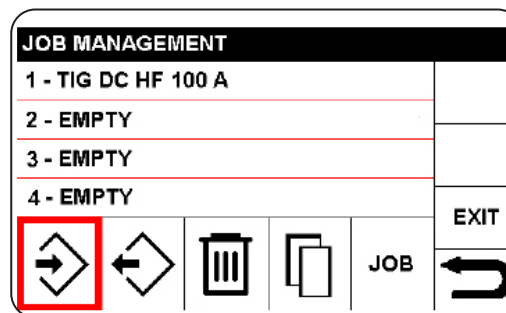 JOB MANAGEMENT
1 - TIG DC HF 100 A
2 - EMPTY
3 - EMPTY
4 - EMPTY
EXIT
JOB